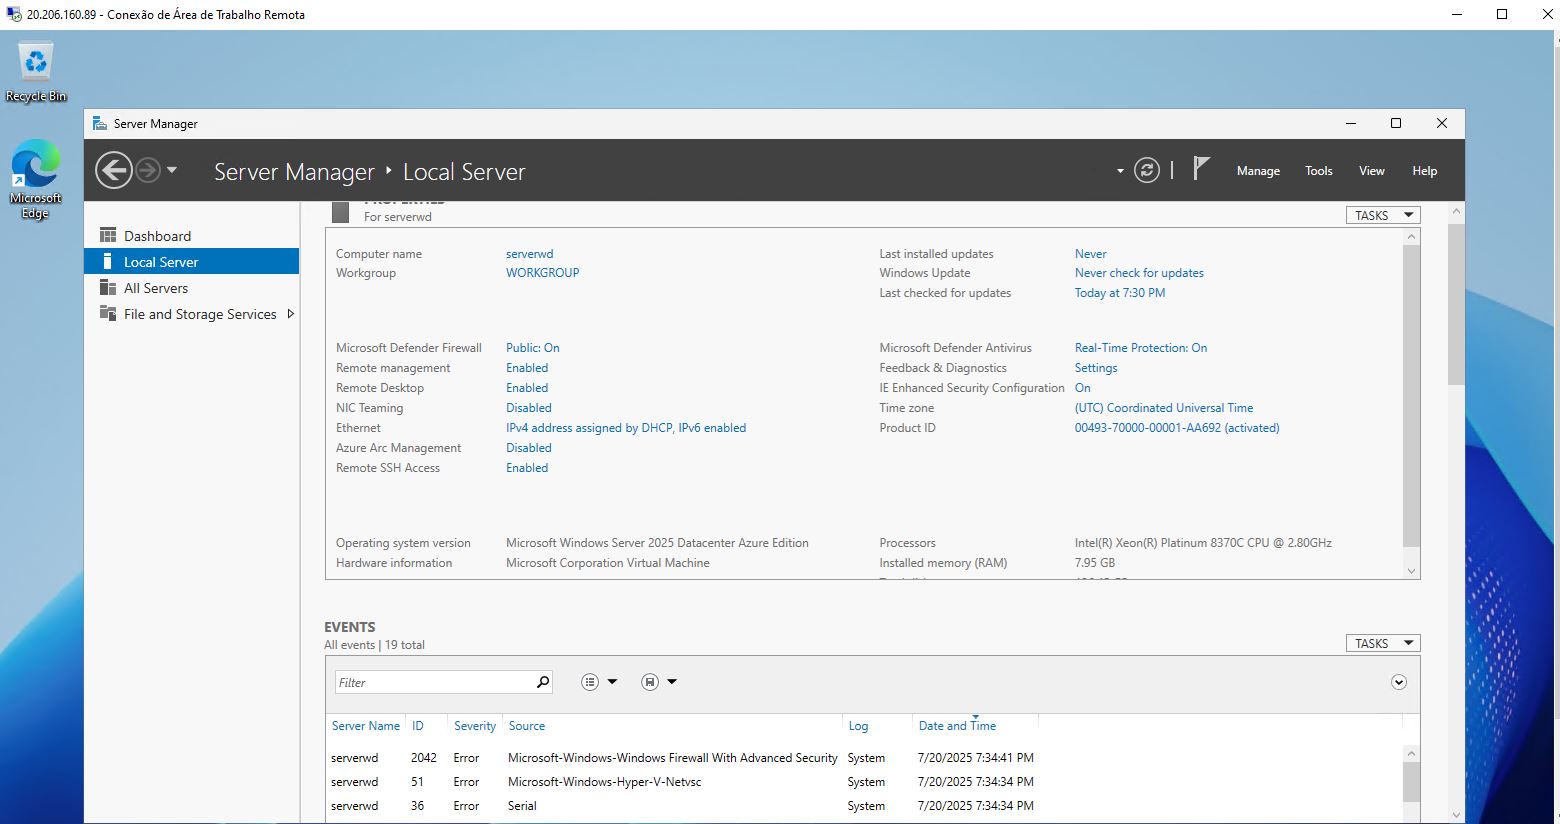 20.206.160.89 - Conexão de Área de Trabalho Remota
Recycle Bin
Microsoft Edge
Server Manager
Server Manager ‣ Local Server
Manage Tools View Help
Dashboard
Local Server
All Servers
File and Storage Services
PROPERTIES
For serverwd
TASKS
Computer name serverwd
Workgroup WORKGROUP
Last installed updates Never
Windows Update Never check for updates
Last checked for updates Today at 7:30 PM
Microsoft Defender Firewall Public: On
Remote management Enabled
Remote Desktop Enabled
NIC Teaming Disabled
Ethernet IPv4 address assigned by DHCP, IPv6 enabled
Azure Arc Management Disabled
Remote SSH Access Enabled
Microsoft Defender Antivirus Real-Time Protection: On
Feedback & Diagnostics Settings
IE Enhanced Security Configuration On
Time zone (UTC) Coordinated Universal Time
Product ID 00493-70000-00001-AA692 (activated)
Operating system version Microsoft Windows Server 2025 Datacenter Azure Edition
Hardware information Microsoft Corporation Virtual Machine
Processors Intel(R) Xeon(R) Platinum 8370C CPU @ 2.80GHz
Installed memory (RAM) 7.95 GB
EVENTS
All events | 19 total
TASKS
Filter
Server Name ID Severity Source Log Date and Time
serverwd 2042 Error Microsoft-Windows-Windows Firewall With Advanced Security System 7/20/2025 7:34:41 PM
serverwd 51 Error Microsoft-Windows-Hyper-V-Netvsc System 7/20/2025 7:34:34 PM
serverwd 36 Error Serial System 7/20/2025 7:34:34 PM